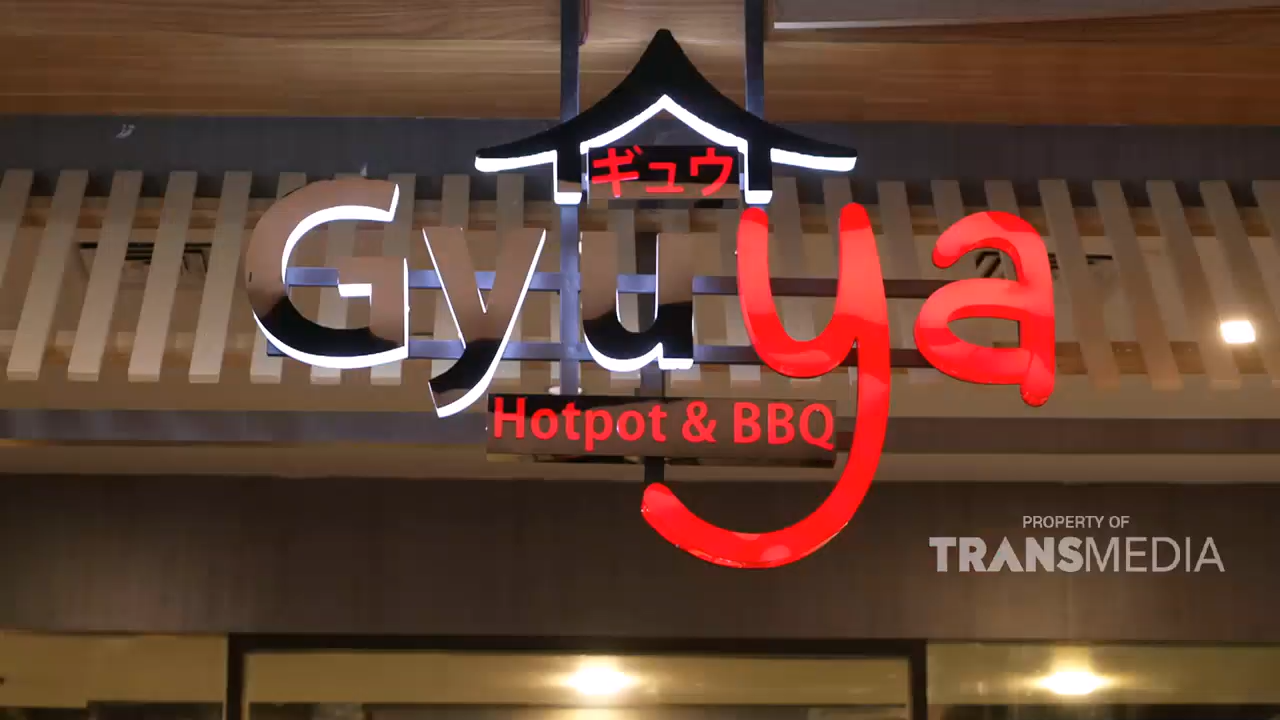 ギュウ
Gyuya
Hotpot & BBQ
PROPERTY OF
TRANSMEDIA